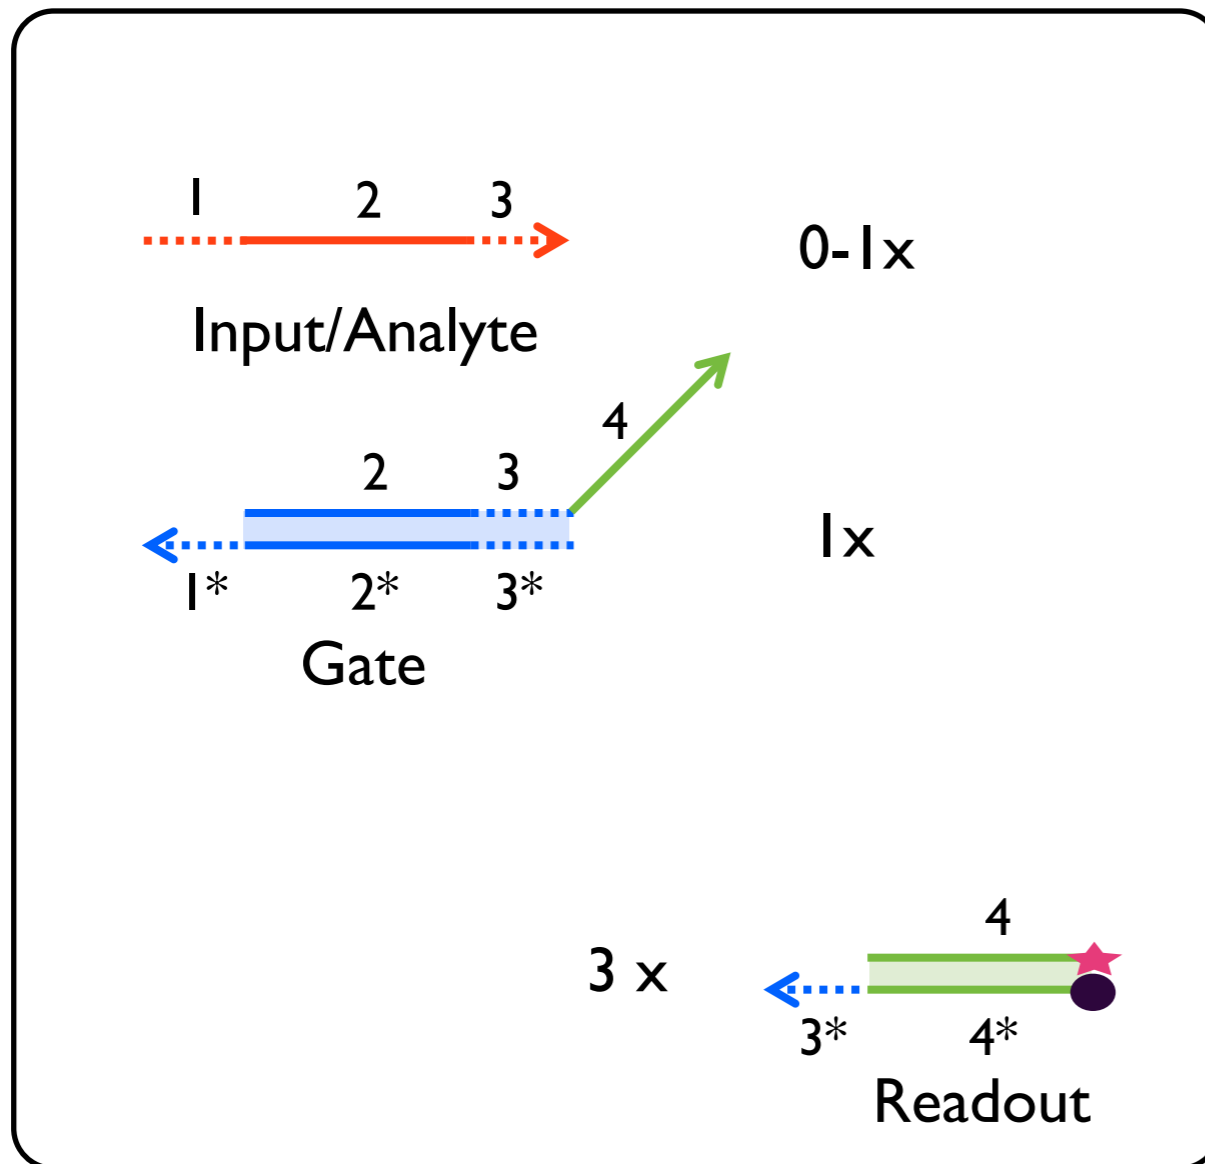 1 2 3
0-1x
Input/Analyte
4
2 3
1x
1* 2* 3*
Gate
4
3 x
3* 4*
Readout